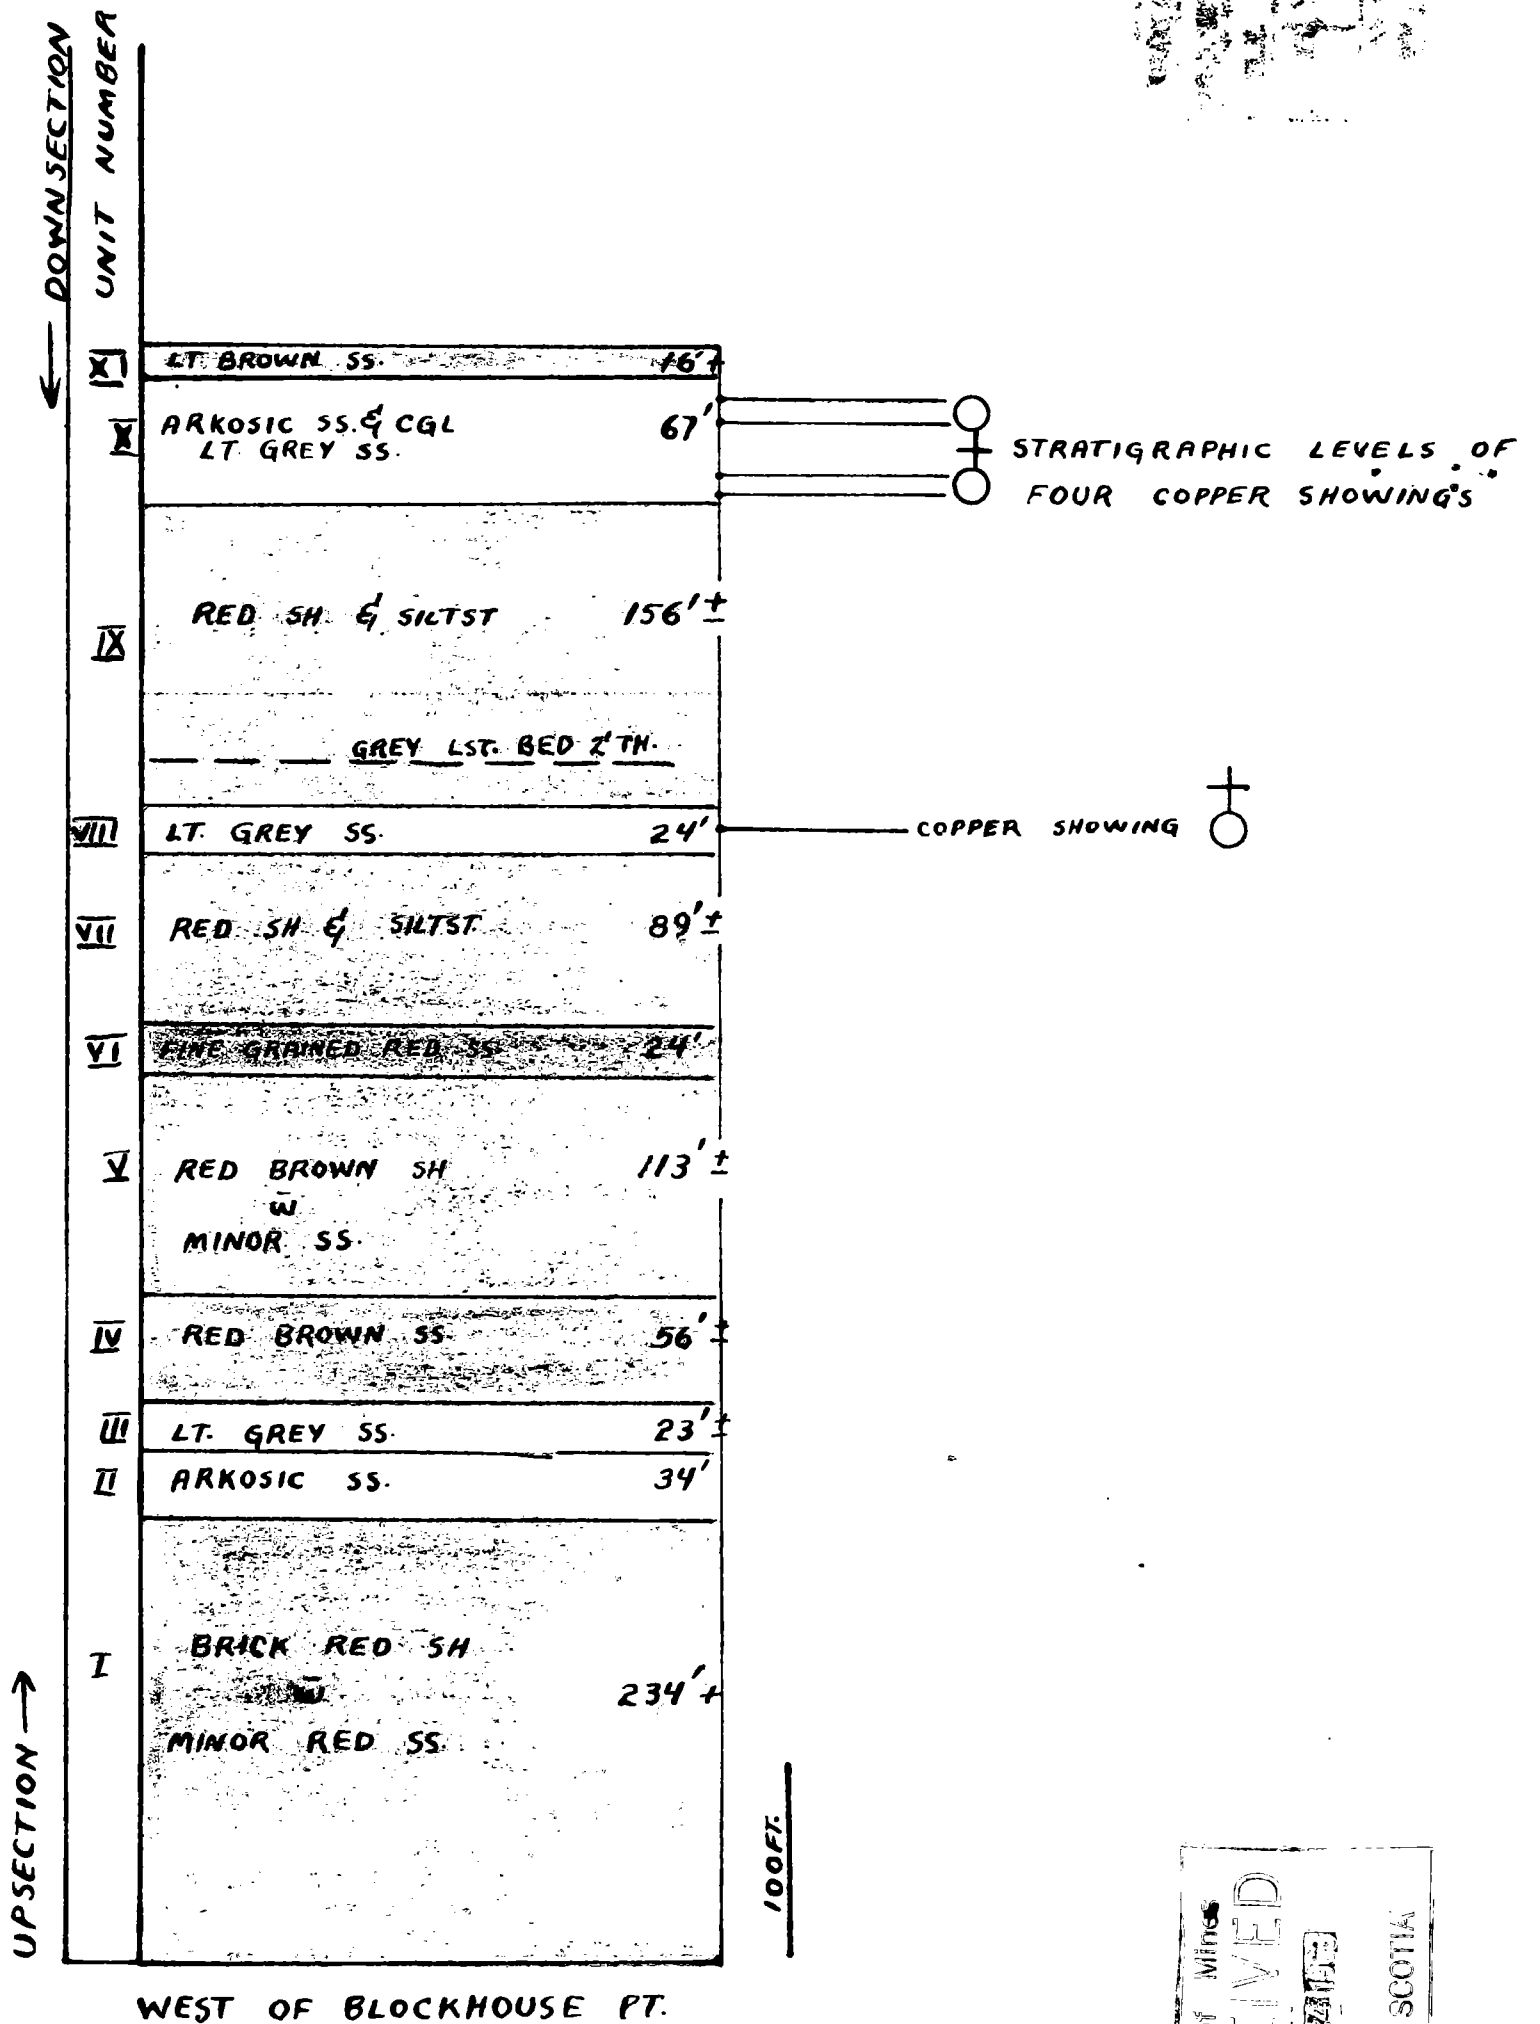 ← DOWNSECTION
UNIT NUMBER
XI LT. BROWN SS. 16'+
X ARKOSIC SS. & CGL 67'
LT. GREY SS.
STRATIGRAPHIC LEVELS OF
FOUR COPPER SHOWING'S
IX RED SH & SILTST 156'±
GREY LST. BED 2' TH.
VIII LT. GREY SS. 24'
COPPER SHOWING
VII RED SH & SILTST. 89'±
VI FINE GRAINED RED SS 24'
V RED BROWN SH 113'±
w̄
MINOR SS.
IV RED BROWN SS. 56'±
III LT. GREY SS. 23'±
II ARKOSIC SS. 34'
I BRICK RED SH
w̄
234'+
MINOR RED SS.
UPSECTION →
100FT.
WEST OF BLOCKHOUSE PT.
of Mines
IVED
SCOTIA